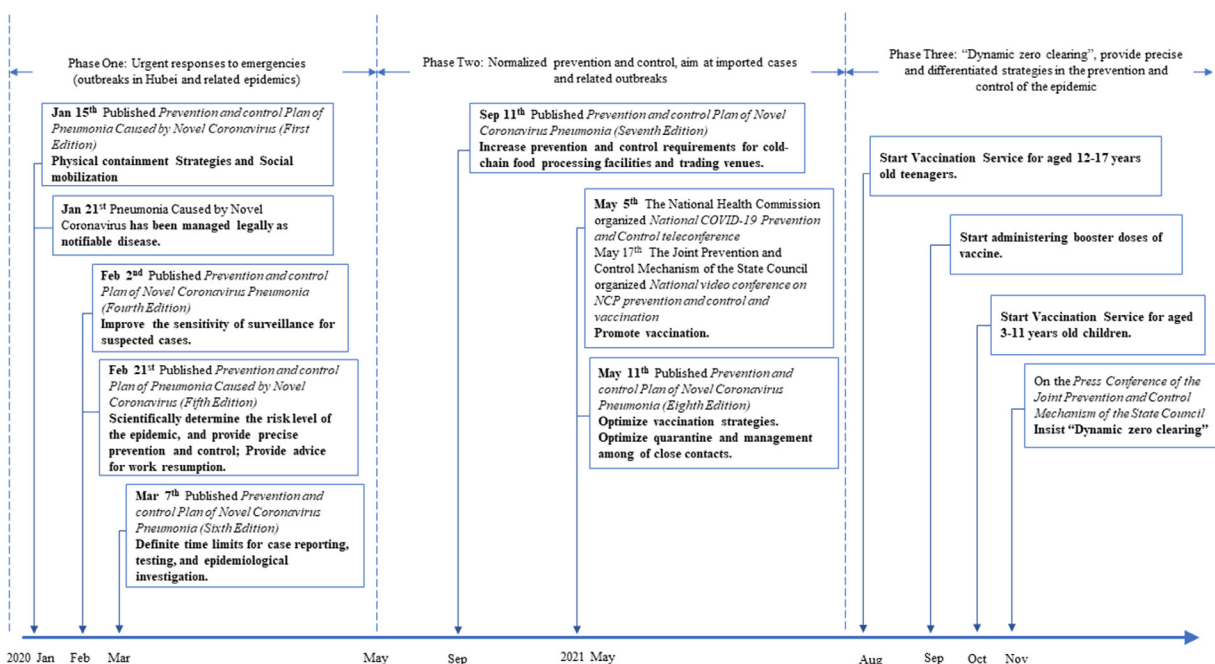 Phase One: Urgent responses to emergencies
(outbreaks in Hubei and related epidemics)
Jan 15th Published Prevention and control Plan of
Pneumonia Caused by Novel Coronavirus (First
Edition)
Physical containment Strategies and Social
mobilization
Jan 21st Pneumonia Caused by Novel
Coronavirus has been managed legally as
notifiable disease.
Feb 2nd Published Prevention and control
Plan of Novel Coronavirus Pneumonia
(Fourth Edition)
Improve the sensitivity of surveillance for
suspected cases.
Feb 21st Published Prevention and control
Plan of Pneumonia Caused by Novel
Coronavirus (Fifth Edition)
Scientifically determine the risk level of
the epidemic, and provide precise
prevention and control; Provide advice
for work resumption.
Mar 7th Published Prevention and
control Plan of Novel Coronavirus
Pneumonia (Sixth Edition)
Definite time limits for case reporting,
testing, and epidemiological
investigation.
Phase Two: Normalized prevention and control, aim at imported cases
and related outbreaks
Sep 11th Published Prevention and control Plan of Novel
Coronavirus Pneumonia (Seventh Edition)
Increase prevention and control requirements for cold-
chain food processing facilities and trading venues.
May 5th The National Health Commission
organized National COVID-19 Prevention
and Control teleconference
May 17th The Joint Prevention and
Control Mechanism of the State Council
organized National video conference on
NCP prevention and control and
vaccination
Promote vaccination.
May 11th Published Prevention and
control Plan of Novel Coronavirus
Pneumonia (Eighth Edition)
Optimize vaccination strategies.
Optimize quarantine and management
among of close contacts.
Phase Three: “Dynamic zero clearing”, provide precise
and differentiated strategies in the prevention and
control of the epidemic
Start Vaccination Service for aged 12-17 years
old teenagers.
Start administering booster doses of
vaccine.
Start Vaccination Service for aged
3-11 years old children.
On the Press Conference of the
Joint Prevention and Control
Mechanism of the State Council
Insist “Dynamic zero clearing”
2020 Jan Feb Mar May Sep 2021 May Aug Sep Oct Nov